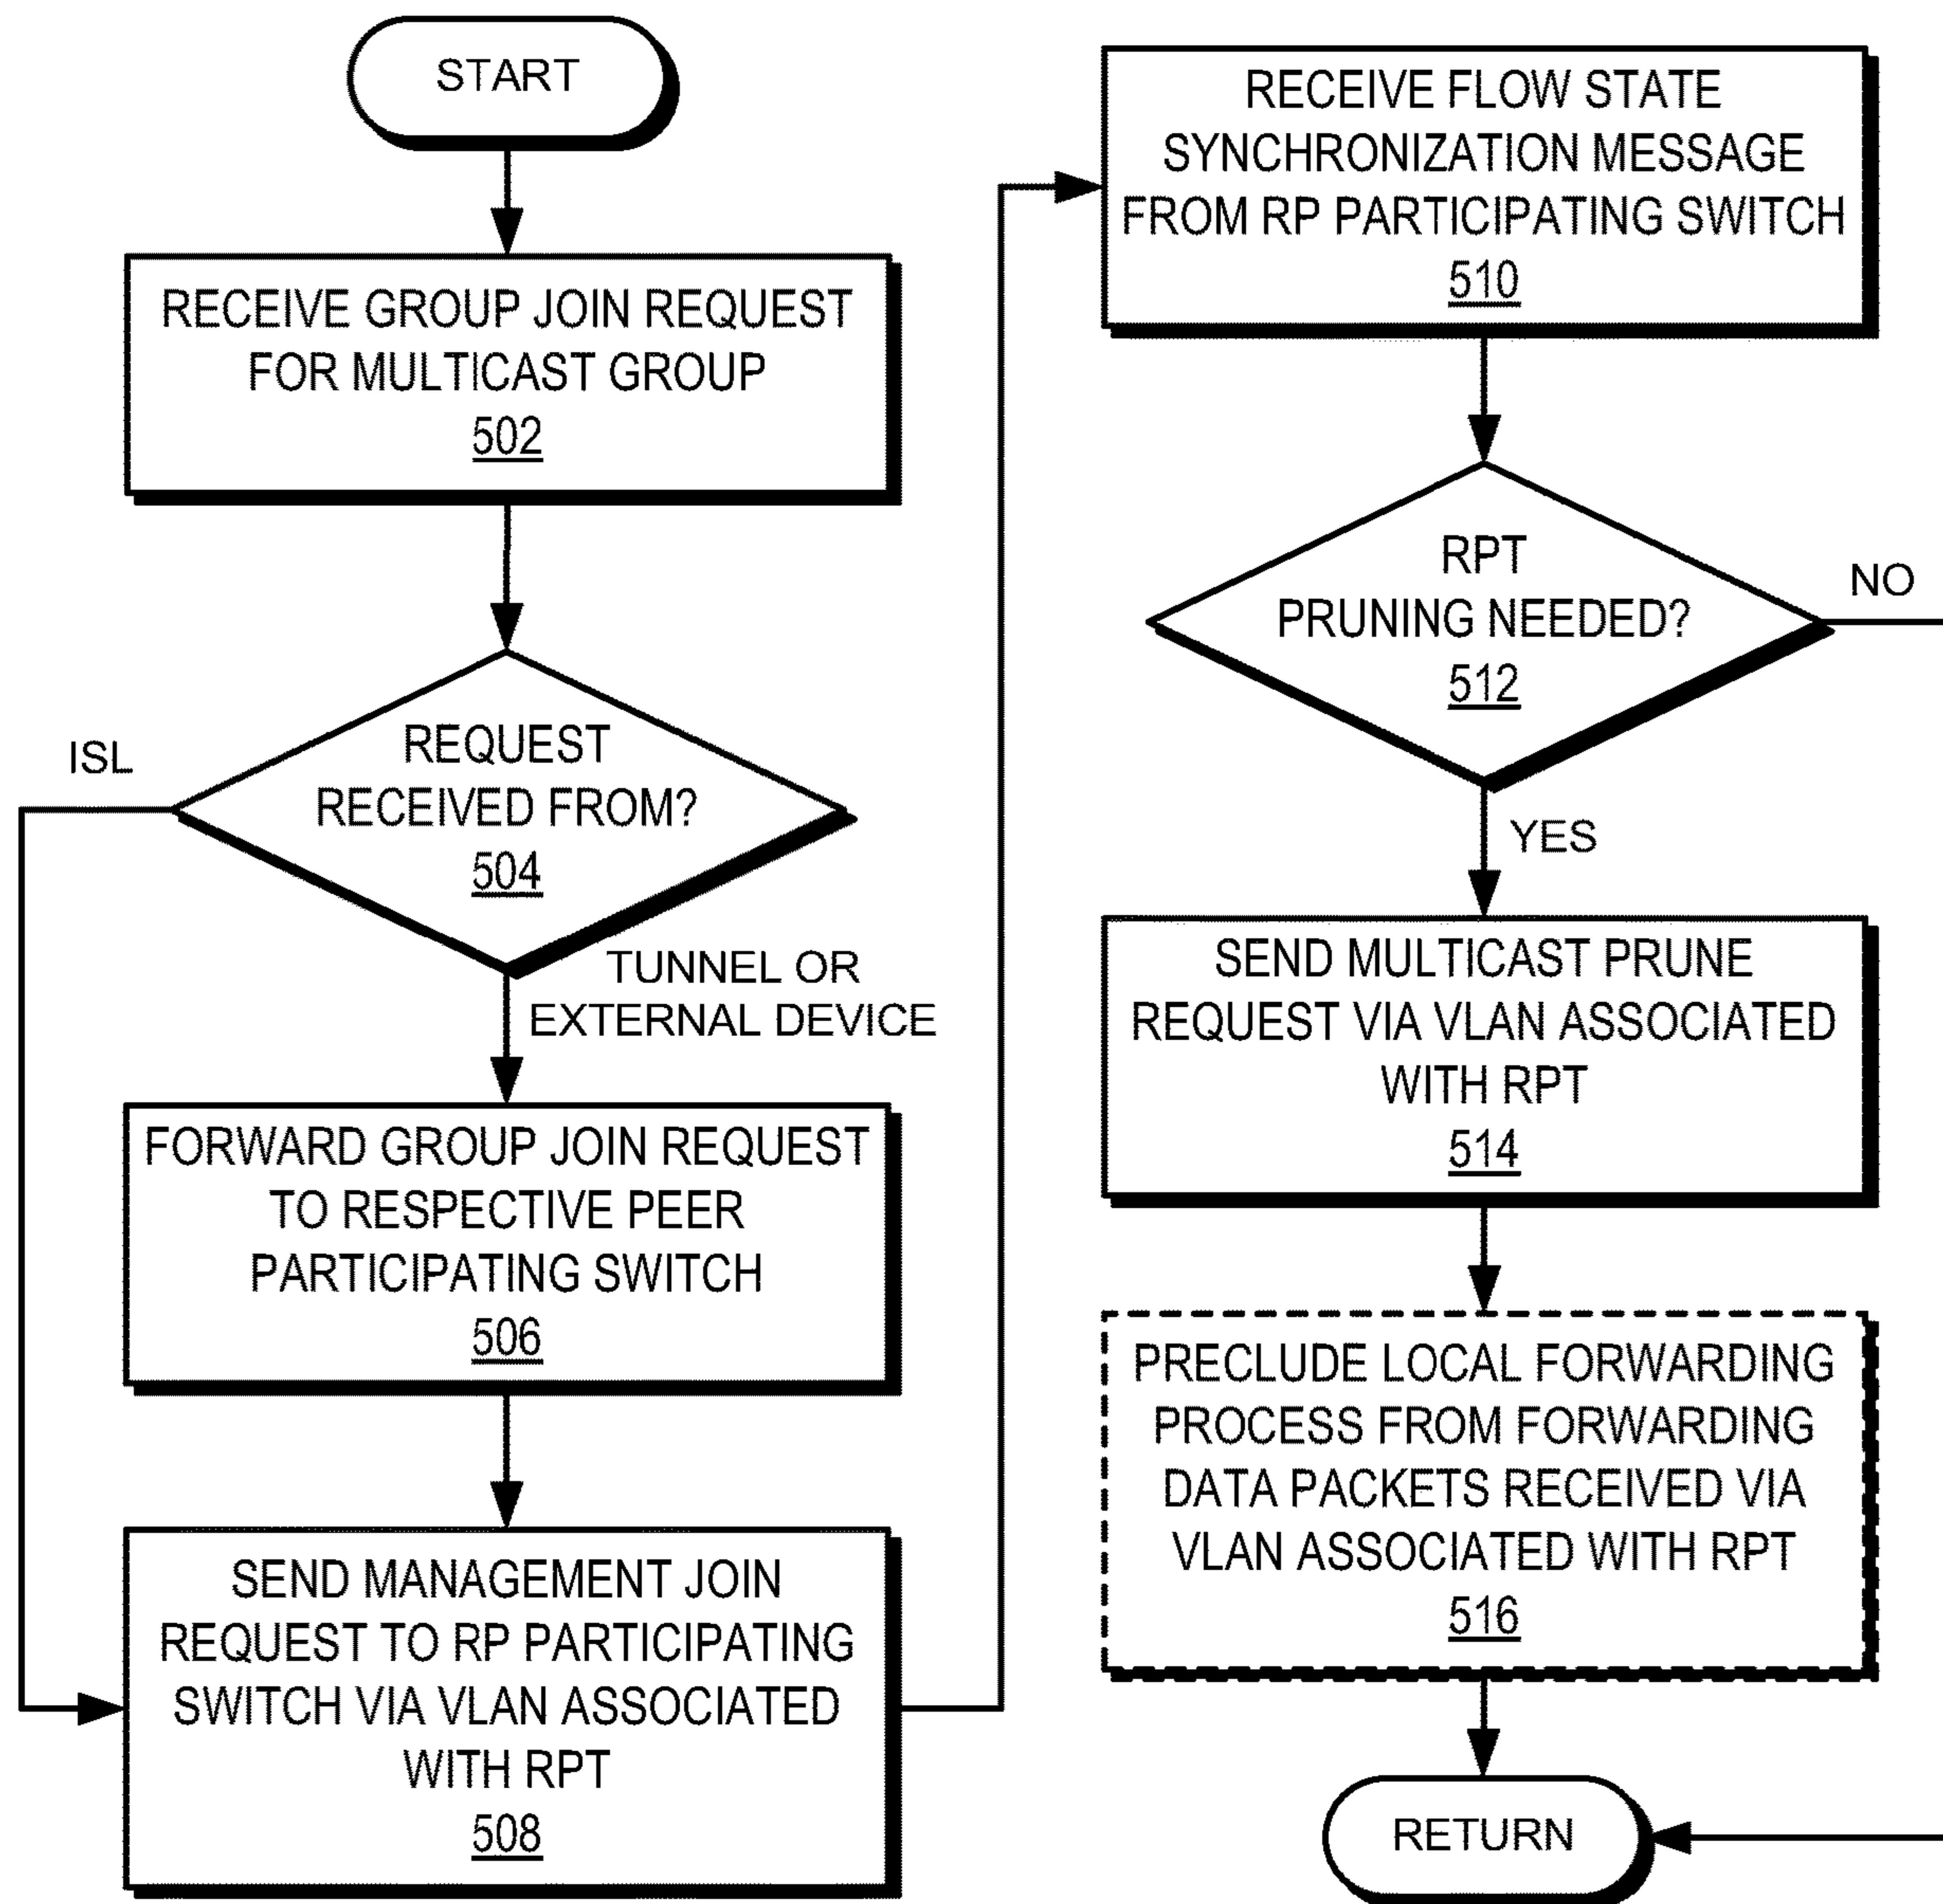 START
RECEIVE GROUP JOIN REQUEST
FOR MULTICAST GROUP
502
REQUEST
RECEIVED FROM?
504
ISL
TUNNEL OR
EXTERNAL DEVICE
FORWARD GROUP JOIN REQUEST
TO RESPECTIVE PEER
PARTICIPATING SWITCH
506
SEND MANAGEMENT JOIN
REQUEST TO RP PARTICIPATING
SWITCH VIA VLAN ASSOCIATED
WITH RPT
508
RECEIVE FLOW STATE
SYNCHRONIZATION MESSAGE
FROM RP PARTICIPATING SWITCH
510
RPT
PRUNING NEEDED?
512
NO
YES
SEND MULTICAST PRUNE
REQUEST VIA VLAN ASSOCIATED
WITH RPT
514
PRECLUDE LOCAL FORWARDING
PROCESS FROM FORWARDING
DATA PACKETS RECEIVED VIA
VLAN ASSOCIATED WITH RPT
516
RETURN